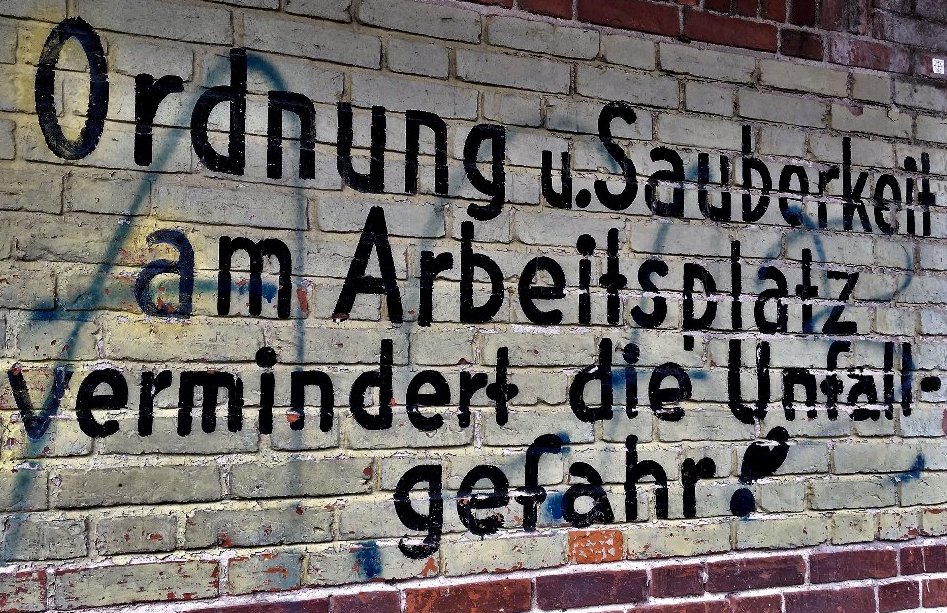 Ordnung u. Sauberkeit
am Arbeitsplatz
vermindert die Unfall-
gefahr!